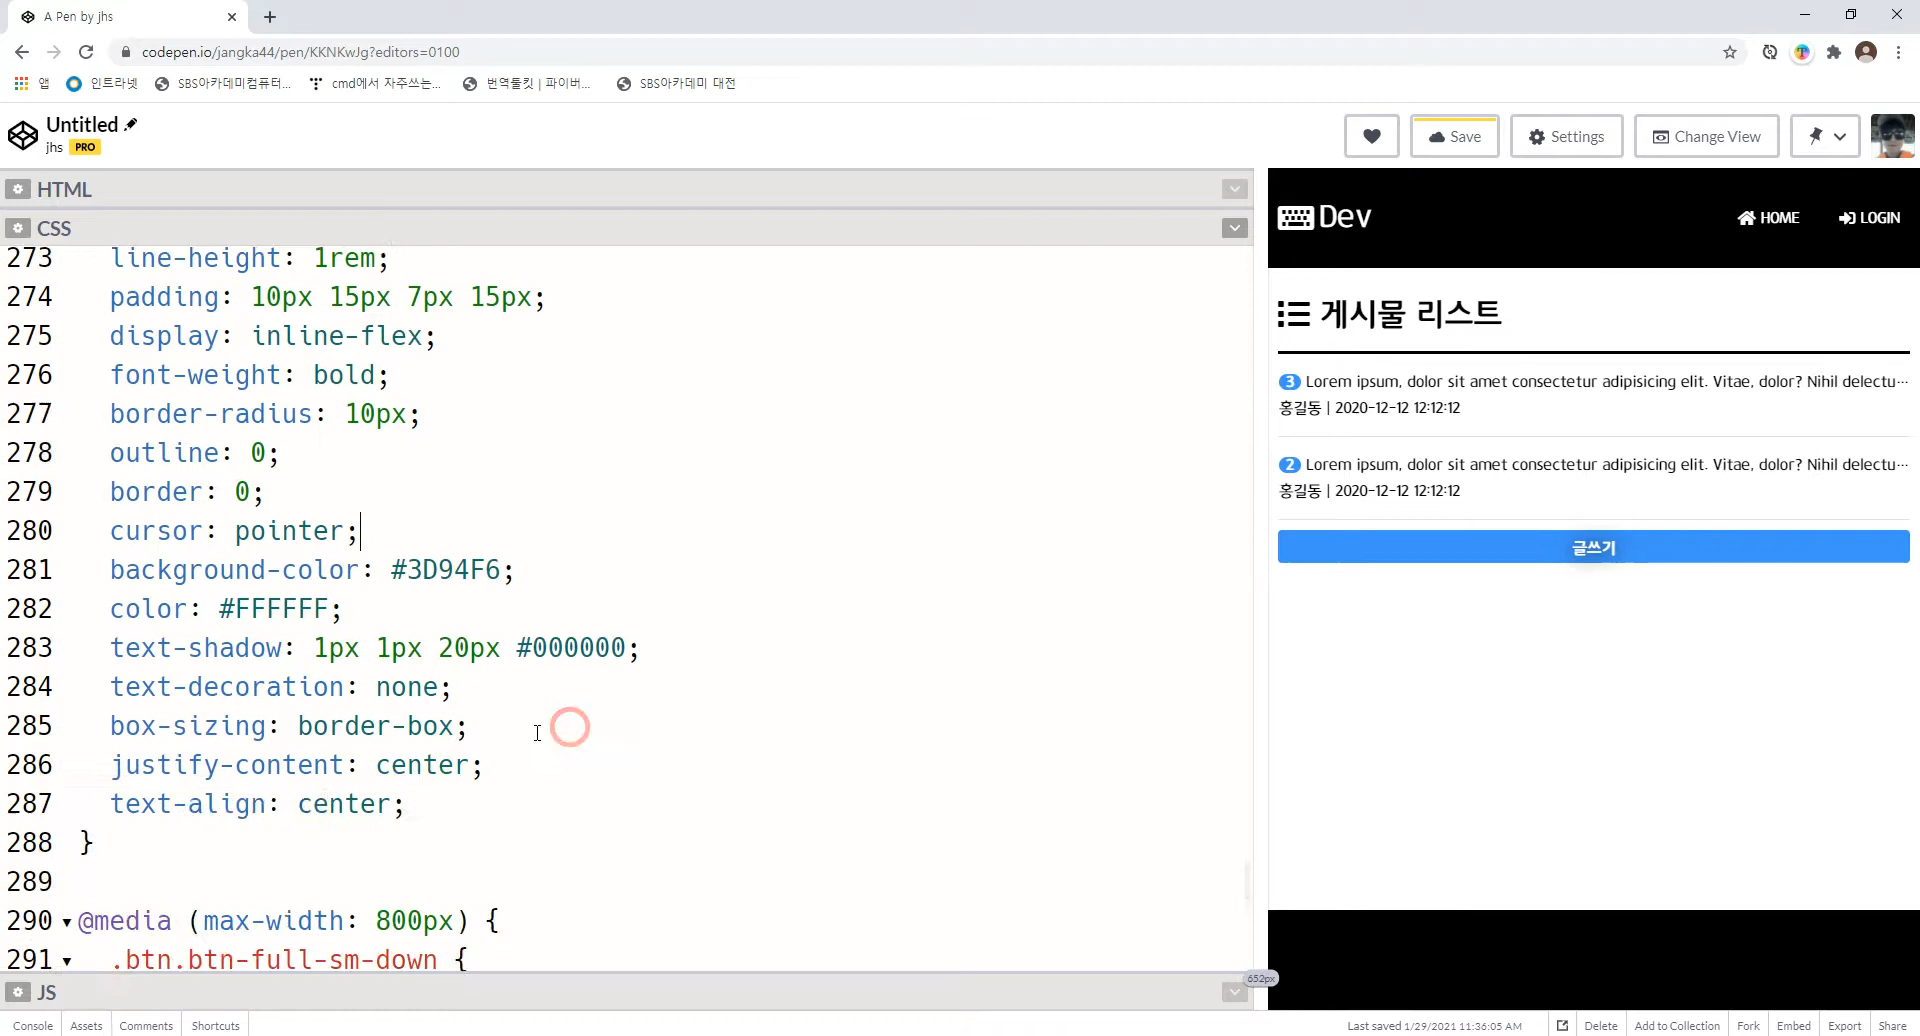 A Pen by jhs
codepen.io/jangka44/pen/KKNKwJg?editors=0100
앱 인트라넷 SBS아카데미컴퓨터... cmd에서 자주쓰는... 번역툴킷 | 파이버... SBS아카데미 대전
Untitled
jhs PRO
Save Settings Change View
HTML
CSS
273 line-height: 1rem;
274 padding: 10px 15px 7px 15px;
275 display: inline-flex;
276 font-weight: bold;
277 border-radius: 10px;
278 outline: 0;
279 border: 0;
280 cursor: pointer;
281 background-color: #3D94F6;
282 color: #FFFFFF;
283 text-shadow: 1px 1px 20px #000000;
284 text-decoration: none;
285 box-sizing: border-box;
286 justify-content: center;
287 text-align: center;
288 }
289
290 @media (max-width: 800px) {
291 .btn.btn-full-sm-down {
JS
Dev HOME LOGIN
게시물 리스트
3 Lorem ipsum, dolor sit amet consectetur adipisicing elit. Vitae, dolor? Nihil delectu…
홍길동 | 2020-12-12 12:12:12
2 Lorem ipsum, dolor sit amet consectetur adipisicing elit. Vitae, dolor? Nihil delectu…
홍길동 | 2020-12-12 12:12:12
글쓰기
652px
Console Assets Comments Shortcuts Last saved 1/29/2021 11:36:05 AM Delete Add to Collection Fork Embed Export Share